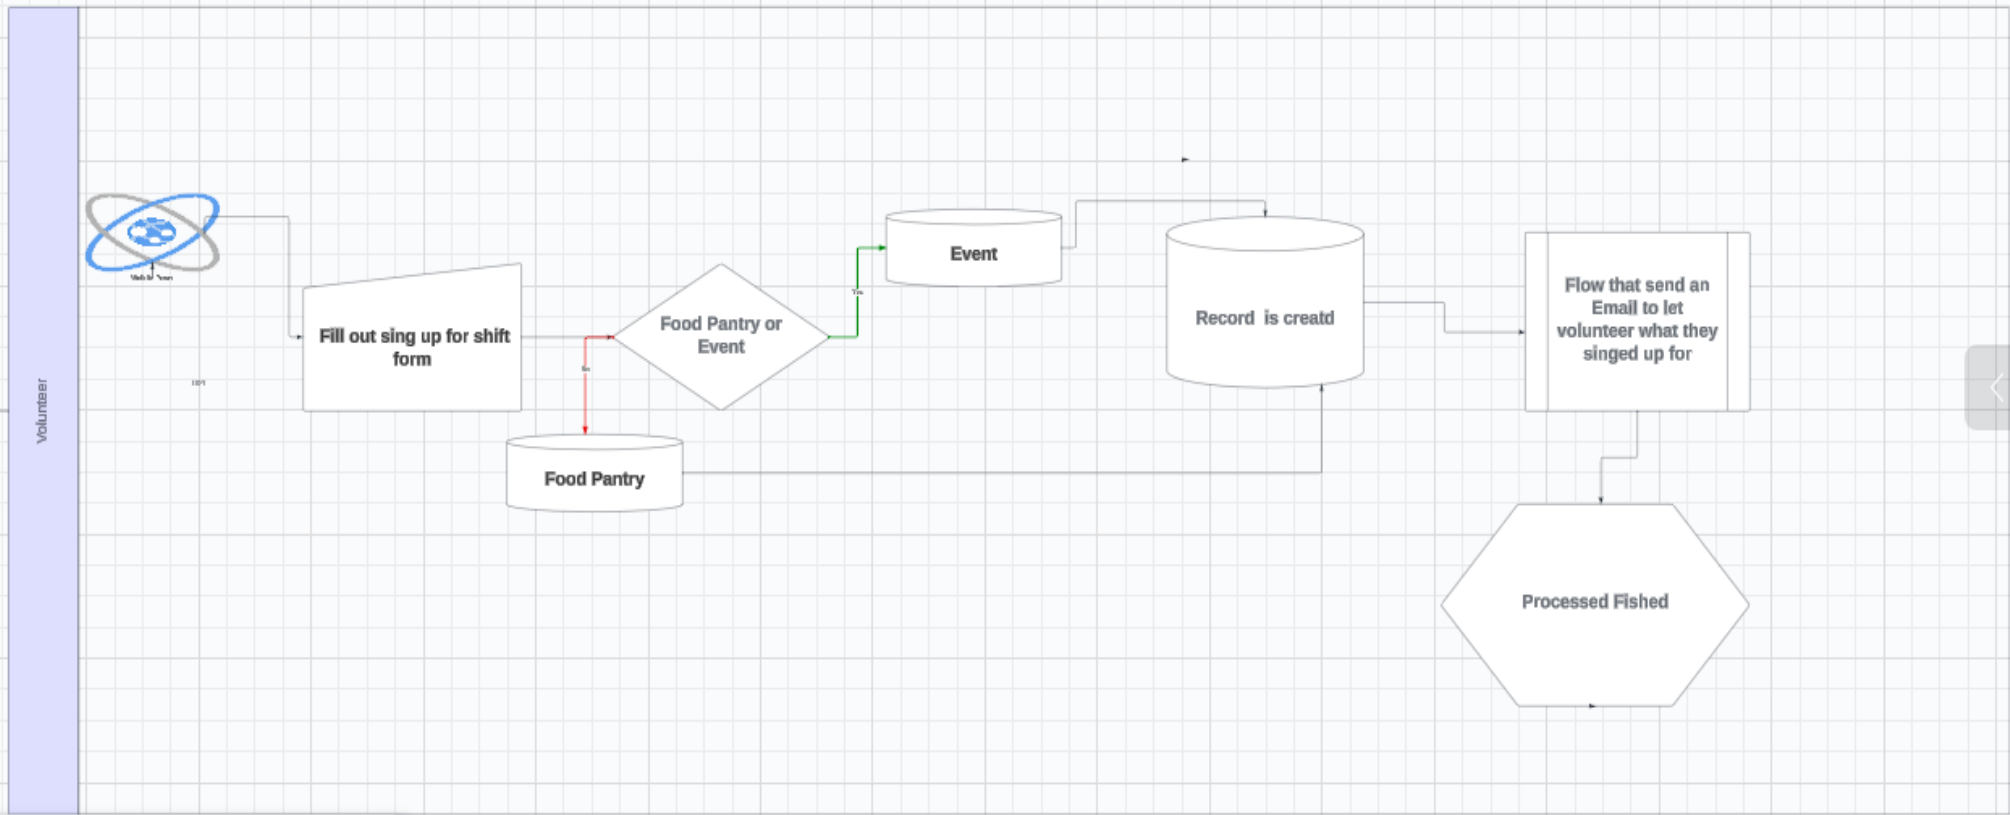 Volunteer
Fill out sing up for shift
form
Food Pantry or
Event
Yes
Event
Food Pantry
Record is creatd
Flow that send an
Email to let
volunteer what they
singed up for
Processed Fished